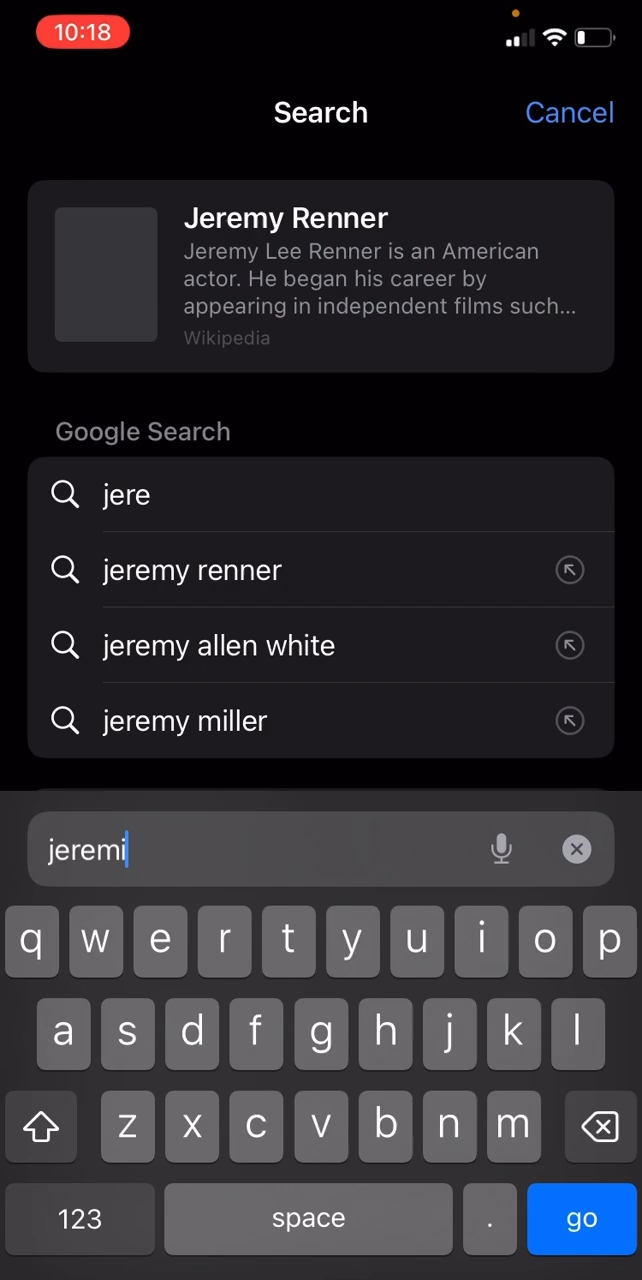 10:18
Search
Cancel
Jeremy Renner
Jeremy Lee Renner is an American
actor. He began his career by
appearing in independent films such...
Wikipedia
Google Search
jere
jeremy renner
jeremy allen white
jeremy miller
jeremi
q w e r t y u i o p
a s d f g h j k l
z x c v b n m
123 space . go